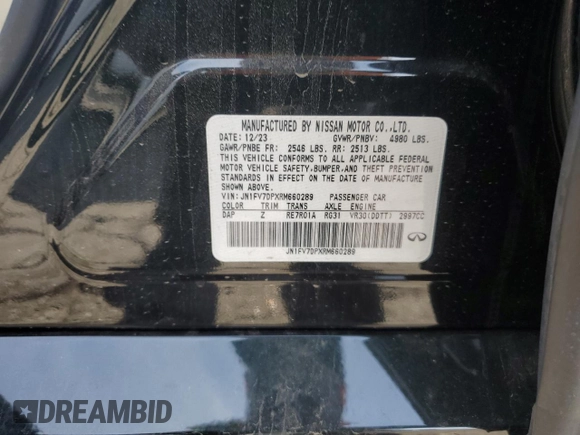 MANUFACTURED BY NISSAN MOTOR CO.,LTD.
DATE: 12/23 GVWR/PNBV: 4980 LBS.
GAWR/PNBE FR: 2546 LBS. RR: 2513 LBS.
THIS VEHICLE CONFORMS TO ALL APPLICABLE FEDERAL
MOTOR VEHICLE SAFETY,BUMPER,AND THEFT PREVENTION
STANDARDS IN EFFECT ON THE DATE OF MANUFACTURE
SHOWN ABOVE.
VIN: JN1FV7DPXRM660289 PASSENGER CAR
COLOR TRIM TRANS AXLE ENGINE
DAP Z RE7R01A RG31 VR30(DDTT) 2997CC
JN1FV7DPXRM660289
DREAMBID